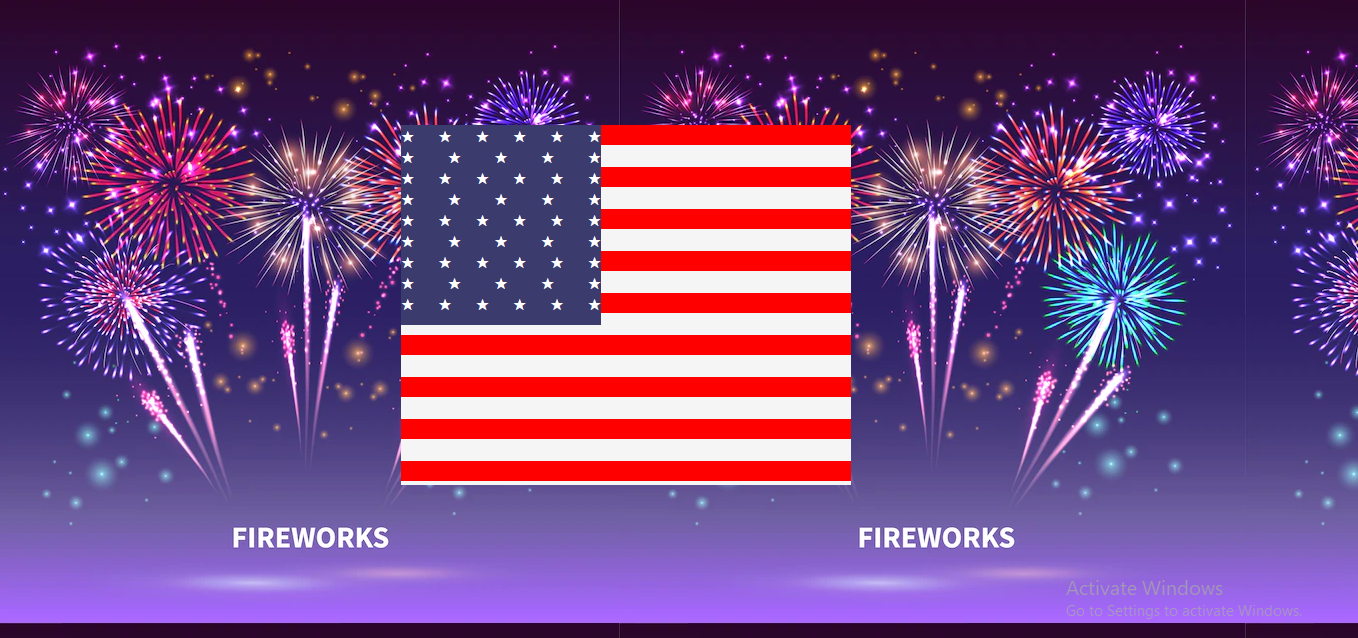 FIREWORKS
FIREWORKS
Activate Windows
Go to Settings to activate Windows.